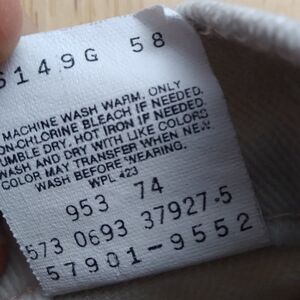 6149G 58
MACHINE WASH WARM. ONLY
NON-CHLORINE BLEACH IF NEEDED.
TUMBLE DRY, HOT IRON IF NEEDED.
WASH AND DRY WITH LIKE COLORS
COLOR MAY TRANSFER WHEN NEW
WASH BEFORE WEARING.
WPL 423
953 74
573 0693 37927-5
57901-9552